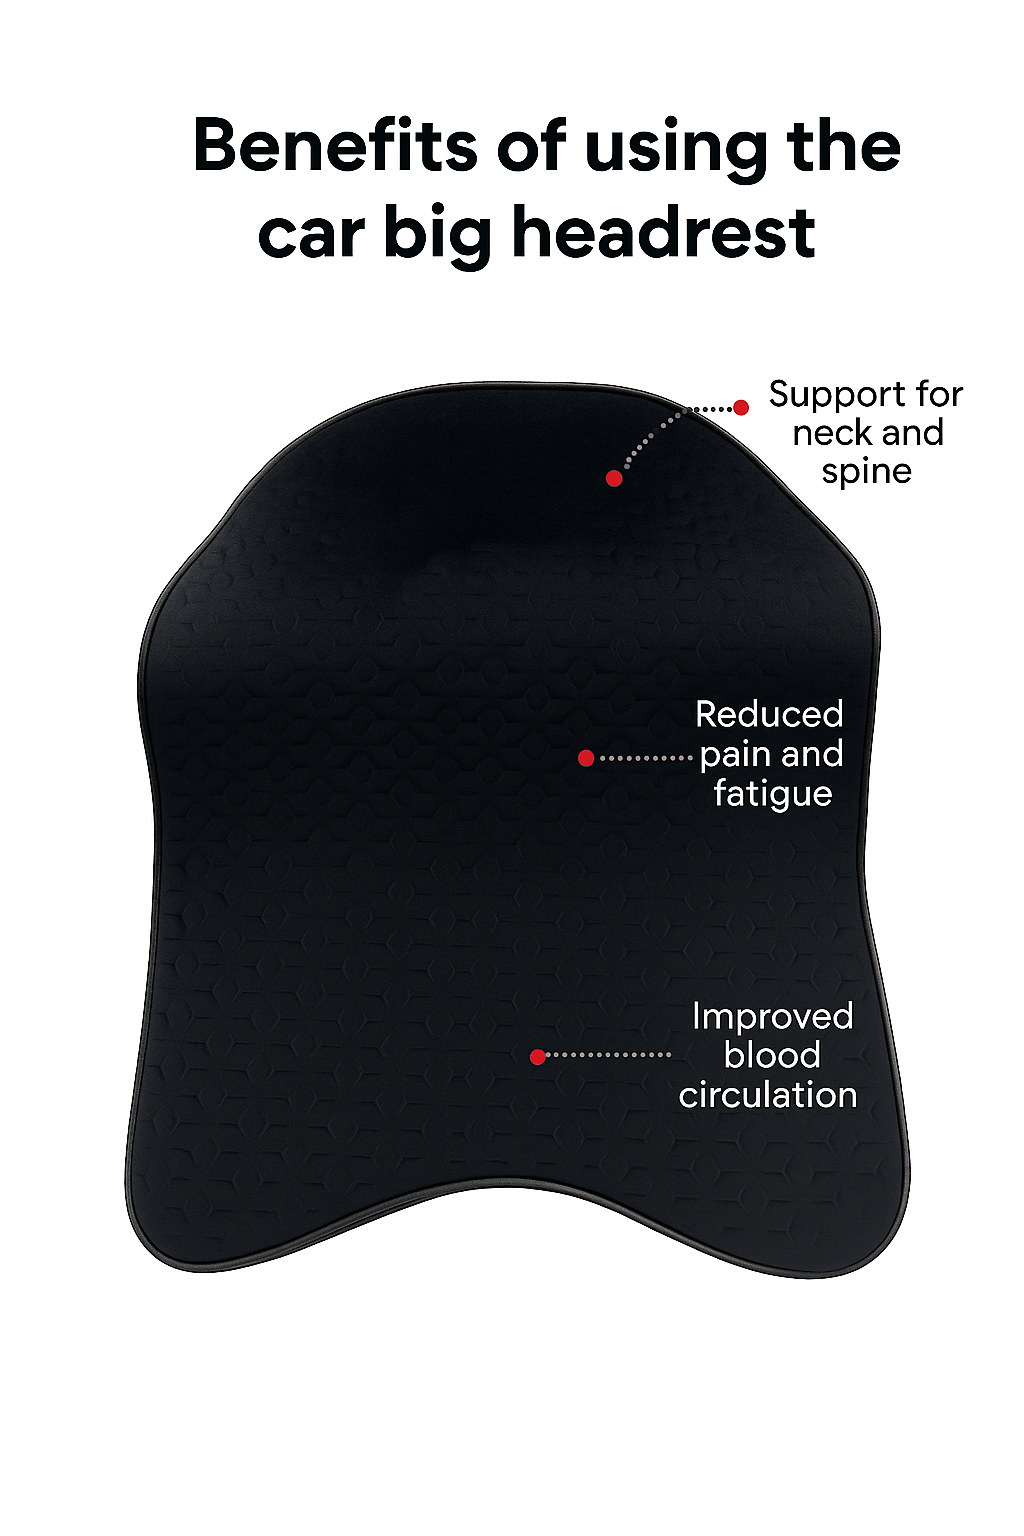 Benefits of using the
car big headrest
Support for
neck and
spine
Reduced
pain and
fatigue
Improved
blood
circulation